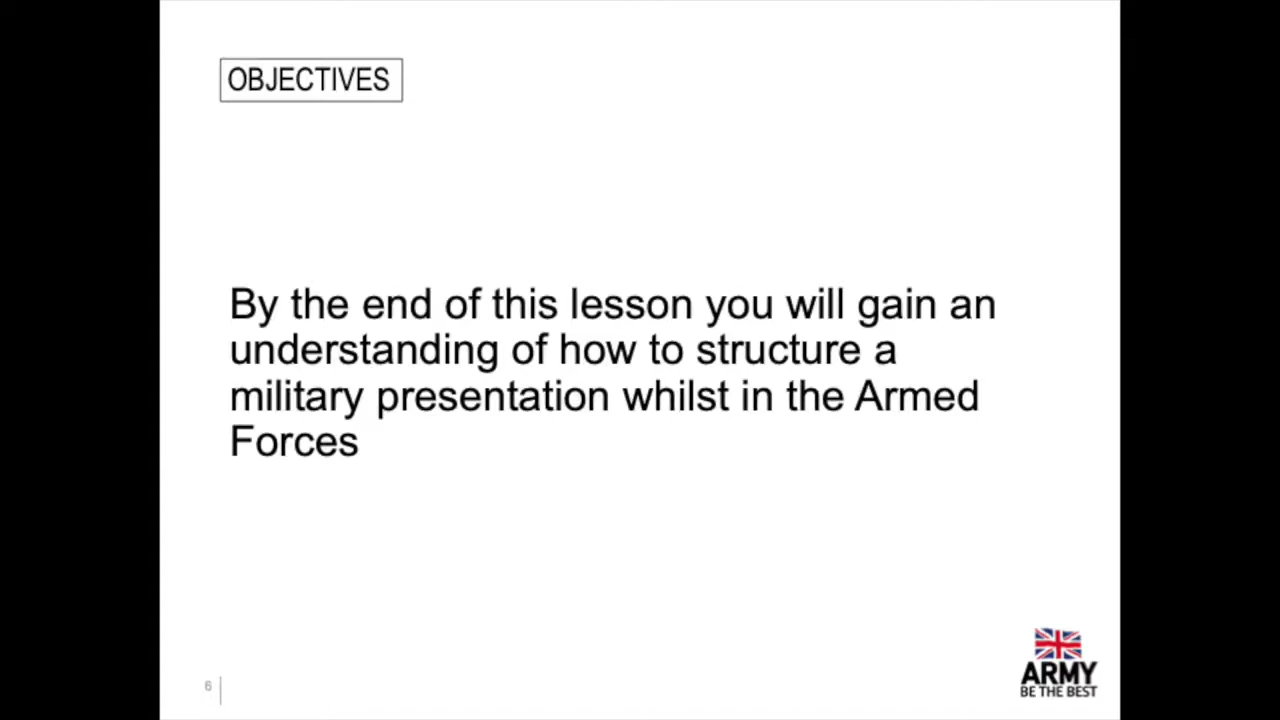 OBJECTIVES
By the end of this lesson you will gain an
understanding of how to structure a
military presentation whilst in the Armed
Forces
6
ARMY
BE THE BEST